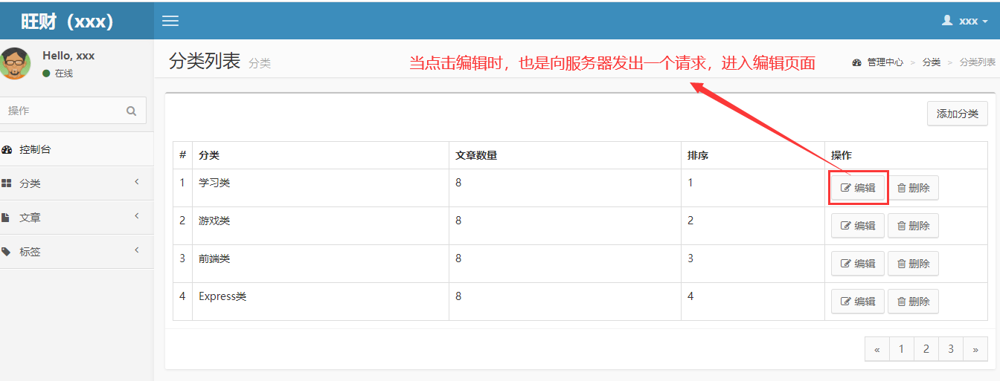 旺财（xxx）
xxx
Hello, xxx
在线
操作
控制台
分类
文章
标签
分类列表 分类
当点击编辑时，也是向服务器发出一个请求，进入编辑页面
管理中心 > 分类 > 分类列表
添加分类
# 分类 文章数量 排序 操作
1 学习类 8 1 编辑 删除
2 游戏类 8 2 编辑 删除
3 前端类 8 3 编辑 删除
4 Express类 8 4 编辑 删除
« 1 2 3 »